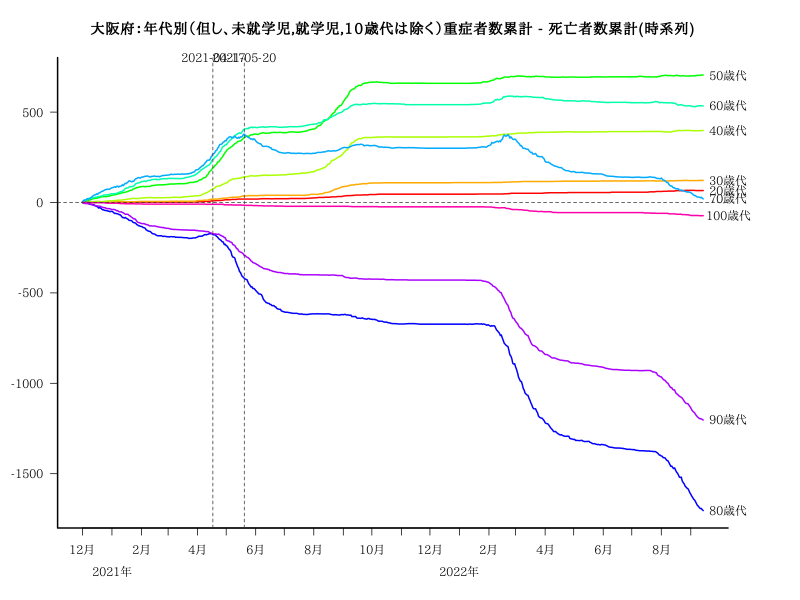 大阪府：年代別（但し、未就学児,就学児,１０歳代は除く）重症者数累計 - 死亡者数累計(時系列)
2021-04-17
2021-05-20
500
0
-500
-1000
-1500
50歳代
60歳代
40歳代
30歳代
20歳代
70歳代
100歳代
90歳代
80歳代
12月 2月 4月 6月 8月 10月 12月 2月 4月 6月 8月
2021年 2022年